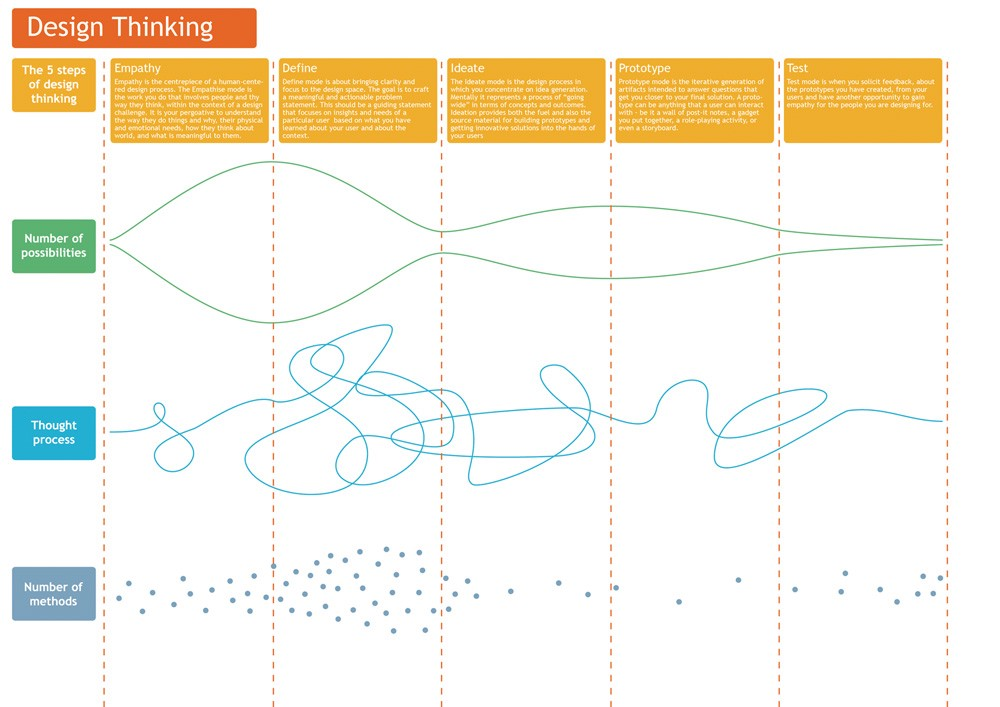 Design Thinking
The 5 steps
of design
thinking
Empathy
Empathy is the centrepiece of a human-cente-
red design process. The Empathise mode is
the work you do that involves people and thy
way they think, within the context of a design
challenge. It is your pergoative to understand
the way they do things and why, their physical
and emotional needs, how they think about
world, and what is meaningful to them.
Define
Define mode is about bringing clarity and
focus to the design space. The goal is to craft
a meaningful and actionable problem
statement. This should be a guiding statement
that focuses on insights and needs of a
particular user  based on what you have
learned about your user and about the
context.
Ideate
The Ideate mode is the design process in
which you concentrate on idea generation.
Mentally it represents a process of "going
wide" in terms of concepts and outcomes.
Ideation provides both the fuel and also the
source material for building prototypes and
getting innovative solutions into the hands of
your users
Prototype
Prototype mode is the iterative generation of
artifacts intended to answer questions that
get you closer to your final solution. A proto-
type can be anything that a user can interact
with - be it a wall of post-it notes, a gadget
you put together, a role-playing activity, or
even a storyboard.
Test
Test mode is when you solicit feedback, about
the prototypes you have created, from your
users and have another opportunity to gain
empathy for the people you are designing for.
Number of
possibilities
Thought
process
Number of
methods